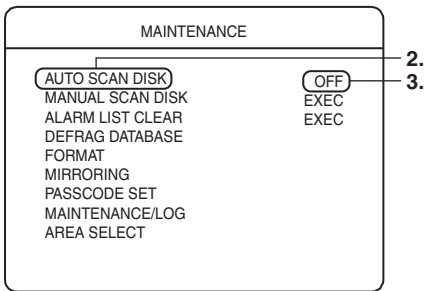 MAINTENANCE
2.
AUTO SCAN DISK OFF 3.
MANUAL SCAN DISK EXEC
ALARM LIST CLEAR EXEC
DEFRAG DATABASE
FORMAT
MIRRORING
PASSCODE SET
MAINTENANCE/LOG
AREA SELECT